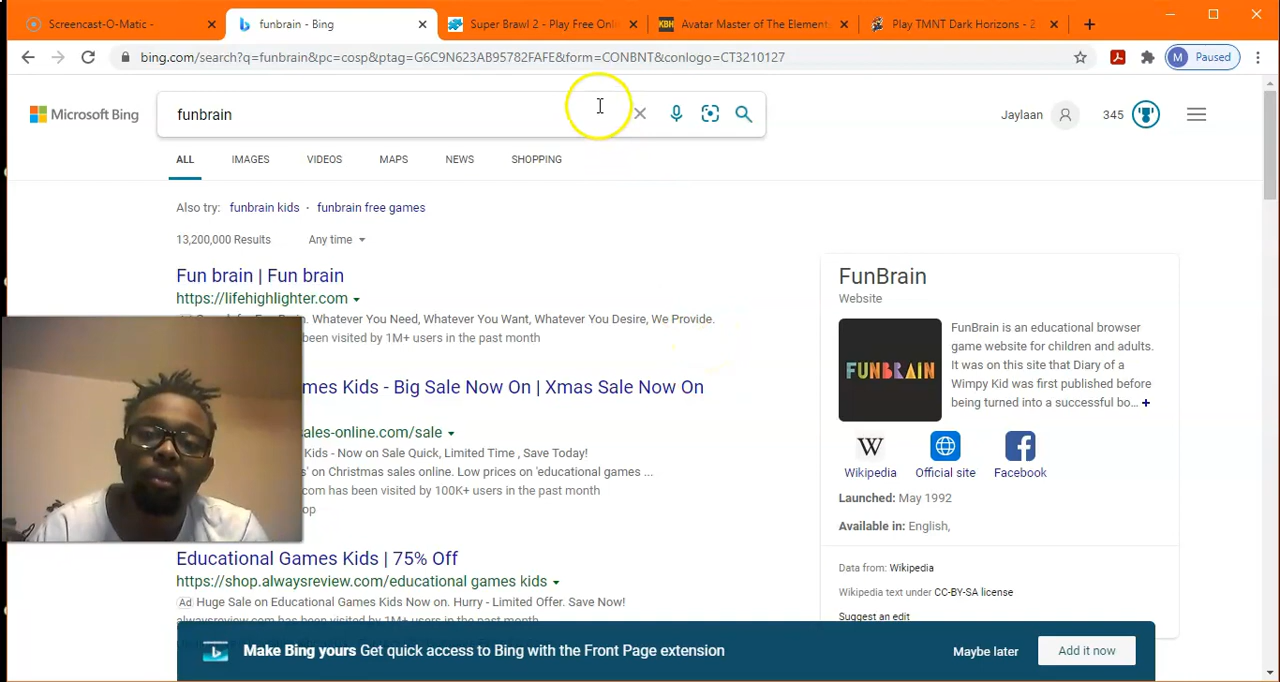 Screencast-O-Matic -
funbrain - Bing
Super Brawl 2 - Play Free Onli
KBH Avatar Master of The Element
Play TMNT Dark Horizons - 2
bing.com/search?q=funbrain&pc=cosp&ptag=G6C9N623AB95782FAFE&form=CONBNT&conlogo=CT3210127
M Paused
Microsoft Bing
funbrain
Jaylaan
345
ALL IMAGES VIDEOS MAPS NEWS SHOPPING
Also try: funbrain kids · funbrain free games
13,200,000 Results Any time
Fun brain | Fun brain
https://lifehighlighter.com
Whatever You Need, Whatever You Want, Whatever You Desire, We Provide.
been visited by 1M+ users in the past month
mes Kids - Big Sale Now On | Xmas Sale Now On
ales-online.com/sale
Kids - Now on Sale Quick, Limited Time , Save Today!
s' on Christmas sales online. Low prices on 'educational games ...
com has been visited by 100K+ users in the past month
op
Educational Games Kids | 75% Off
https://shop.alwaysreview.com/educational games kids
Ad Huge Sale on Educational Games Kids Now on. Hurry - Limited Offer. Save Now!
alwaysreview.com has been visited by 1M+ users in the past month
FunBrain
Website
FUNBRAIN
FunBrain is an educational browser
game website for children and adults.
It was on this site that Diary of a
Wimpy Kid was first published before
being turned into a successful bo... +
W
Wikipedia Official site Facebook
Launched: May 1992
Available in: English,
Data from: Wikipedia
Wikipedia text under CC-BY-SA license
Suggest an edit
Make Bing yours Get quick access to Bing with the Front Page extension
Maybe later
Add it now